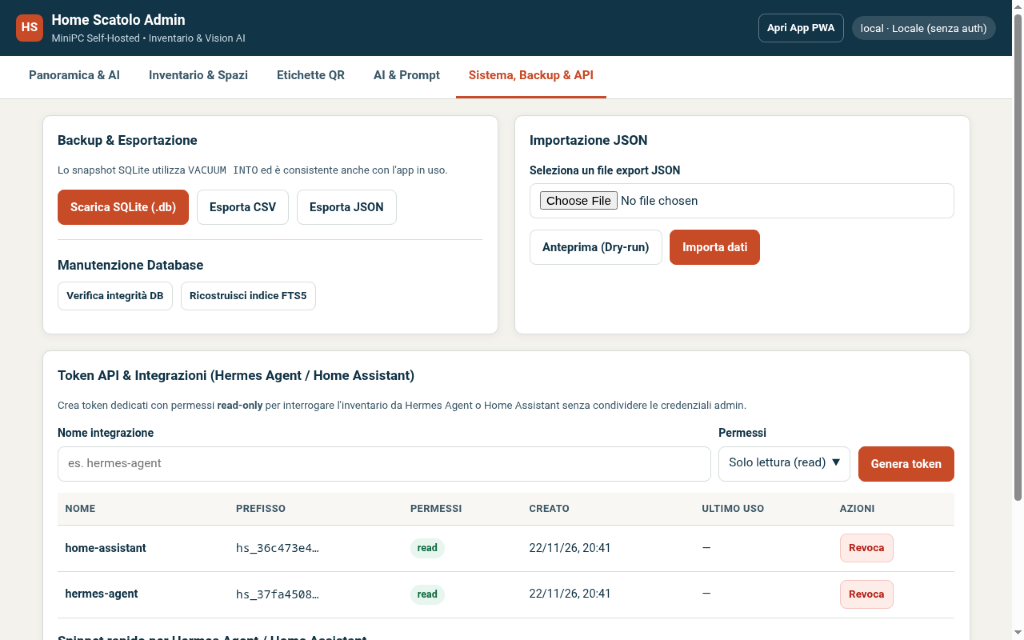 HS
Home Scatolo Admin
MiniPC Self-Hosted • Inventario & Vision AI
Apri App PWA
local · Locale (senza auth)
Panoramica & AI
Inventario & Spazi
Etichette QR
AI & Prompt
Sistema, Backup & API
Backup & Esportazione
Lo snapshot SQLite utilizza VACUUM INTO ed è consistente anche con l'app in uso.
Scarica SQLite (.db)
Esporta CSV
Esporta JSON
Manutenzione Database
Verifica integrità DB
Ricostruisci indice FTS5
Importazione JSON
Seleziona un file export JSON
Choose File No file chosen
Anteprima (Dry-run)
Importa dati
Token API & Integrazioni (Hermes Agent / Home Assistant)
Crea token dedicati con permessi read-only per interrogare l'inventario da Hermes Agent o Home Assistant senza condividere le credenziali admin.
Nome integrazione
es. hermes-agent
Permessi
Solo lettura (read) ▼
Genera token
NOME PREFISSO PERMESSI CREATO ULTIMO USO AZIONI
home-assistant hs_36c473e4… read 22/11/26, 20:41 — Revoca
hermes-agent hs_37fa4508… read 22/11/26, 20:41 — Revoca
Snippet rapido per Hermes Agent / Home Assistant